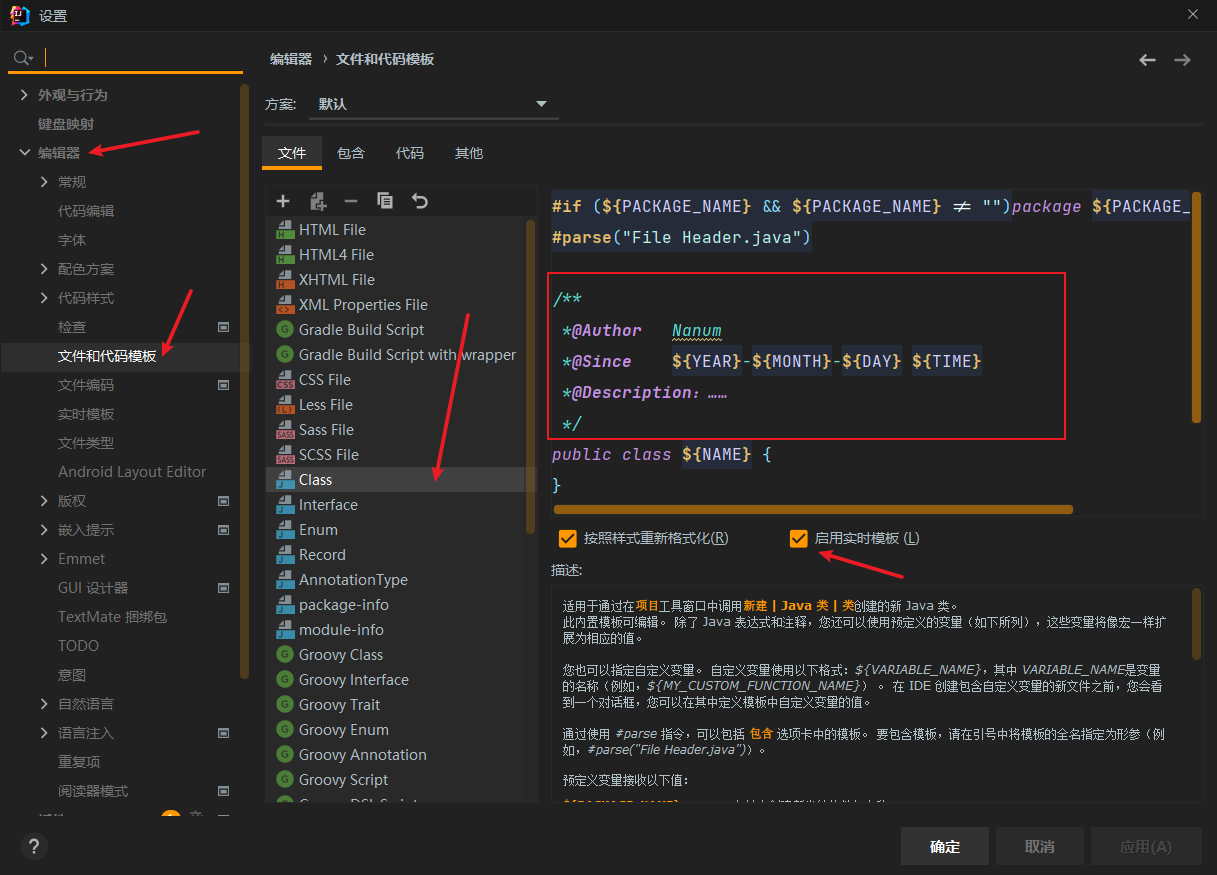 设置
外观与行为
键盘映射
编辑器
常规
代码编辑
字体
配色方案
代码样式
检查
文件和代码模板
文件编码
实时模板
文件类型
Android Layout Editor
版权
嵌入提示
Emmet
GUI 设计器
TextMate 捆绑包
TODO
意图
自然语言
语言注入
重复项
阅读器模式
编辑器 › 文件和代码模板
方案: 默认
文件 包含 代码 其他
HTML File
HTML4 File
XHTML File
XML Properties File
Gradle Build Script
Gradle Build Script with wrapper
CSS File
Less File
Sass File
SCSS File
Class
Interface
Enum
Record
AnnotationType
package-info
module-info
Groovy Class
Groovy Interface
Groovy Trait
Groovy Enum
Groovy Annotation
Groovy Script
#if (${PACKAGE_NAME} && ${PACKAGE_NAME} != "")package ${PACKAGE_
#parse("File Header.java")
/**
*@Author Nanum
*@Since ${YEAR}-${MONTH}-${DAY} ${TIME}
*@Description: ……
*/
public class ${NAME} {
}
按照样式重新格式化(R) 启用实时模板 (L)
描述:
适用于通过在项目工具窗口中调用新建 | Java 类 | 类创建的新 Java 类。
此内置模板可编辑。 除了 Java 表达式和注释，您还可以使用预定义的变量（如下所列），这些变量将像宏一样扩
展为相应的值。
您也可以指定自定义变量。 自定义变量使用以下格式: ${VARIABLE_NAME}，其中 VARIABLE_NAME是变量
的名称（例如，${MY_CUSTOM_FUNCTION_NAME}） 。 在 IDE 创建包含自定义变量的新文件之前，您会看
到一个对话框，您可以在其中定义模板中自定义变量的值。
通过使用 #parse 指令，可以包括 包含 选项卡中的模板。 要包含模板，请在引号中将模板的全名指定为形参（例
如，#parse("File Header.java")）。
预定义变量接收以下值:
?
确定 取消 应用(A)